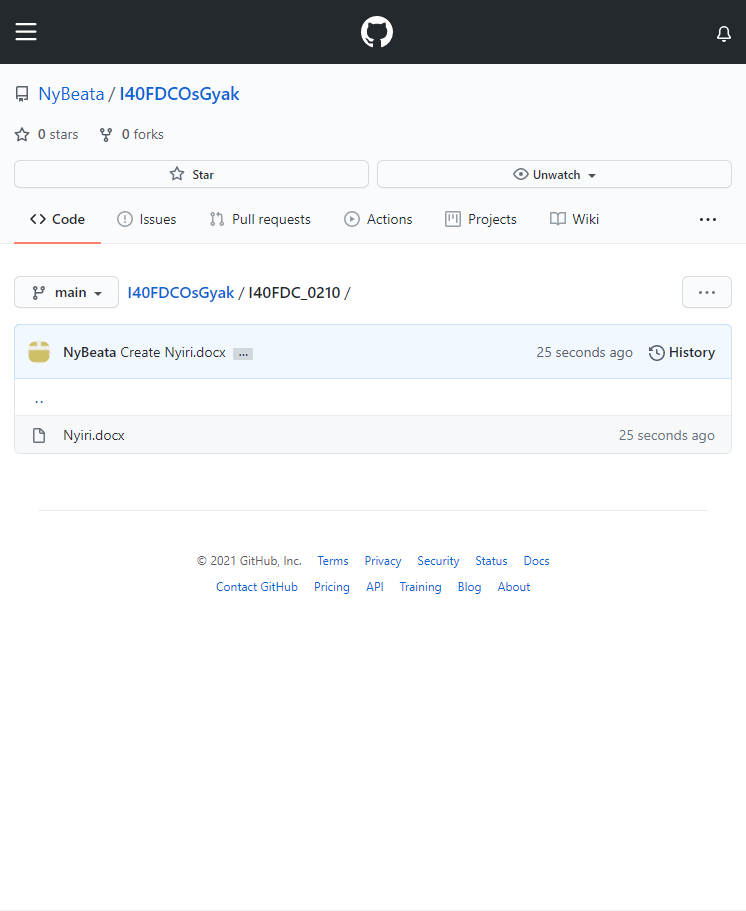 NyBeata / I40FDCOsGyak
0 stars 0 forks
Star Unwatch
Code Issues Pull requests Actions Projects Wiki ...
main I40FDCOsGyak / I40FDC_0210 / ...
NyBeata Create Nyiri.docx ... 25 seconds ago History
..
Nyiri.docx 25 seconds ago
© 2021 GitHub, Inc. Terms Privacy Security Status Docs
Contact GitHub Pricing API Training Blog About